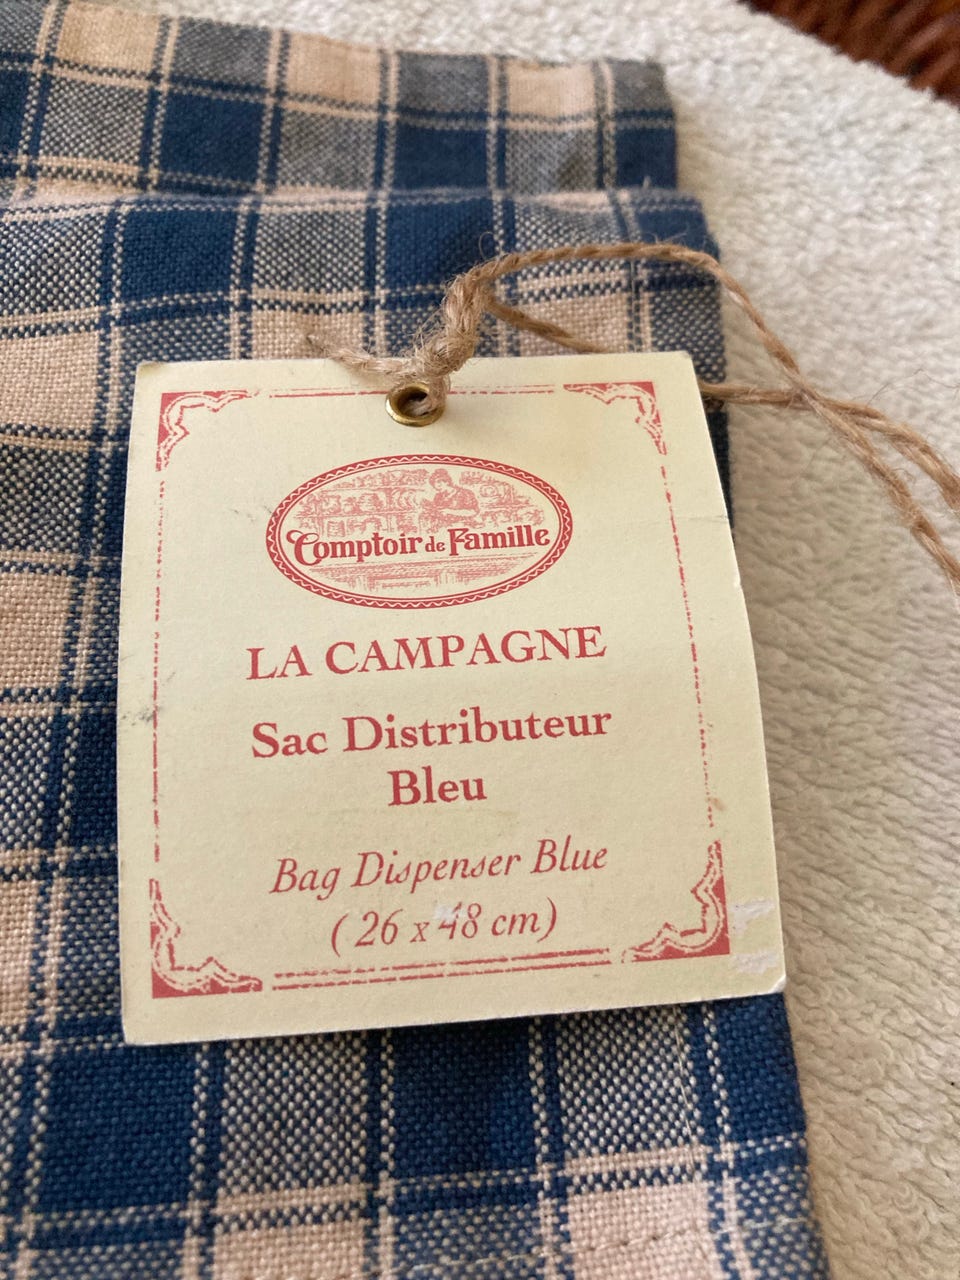 Comptoir de Famille
LA CAMPAGNE
Sac Distributeur
Bleu
Bag Dispenser Blue
( 26 x 48 cm)